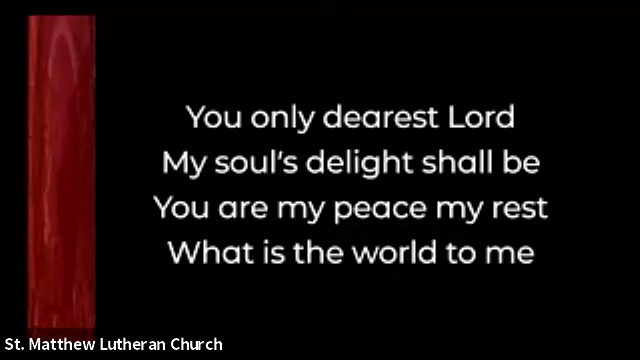 You only dearest Lord
My soul's delight shall be
You are my peace my rest
What is the world to me
St. Matthew Lutheran Church